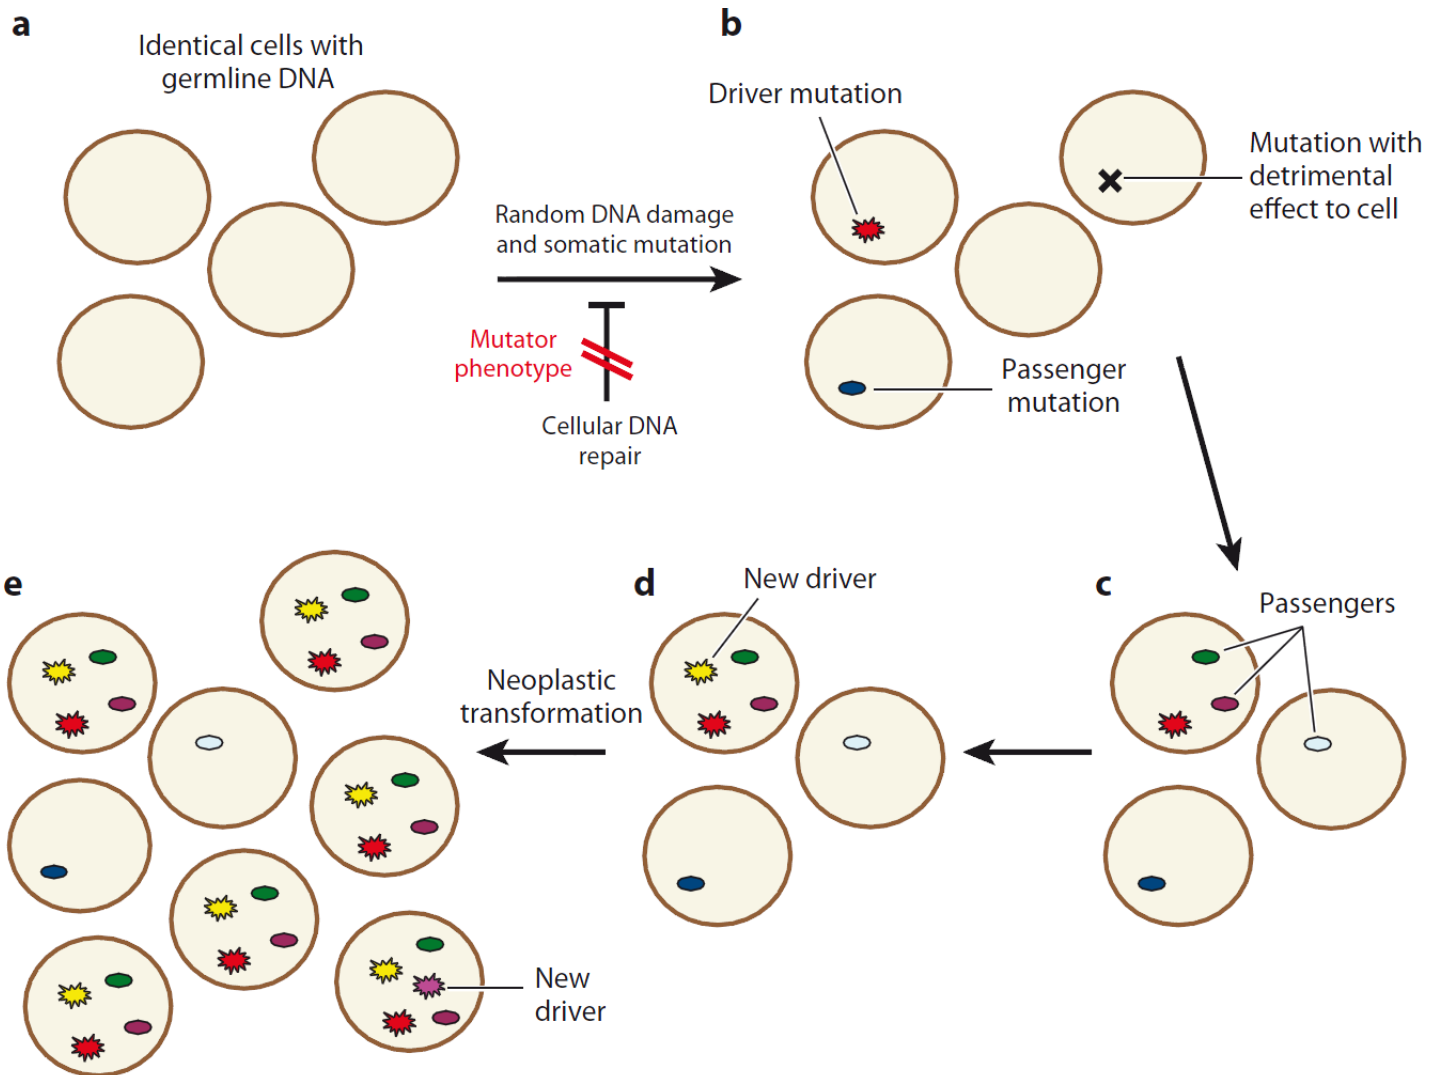 a
Identical cells with
germline DNA
b
Driver mutation
Mutation with
detrimental
effect to cell
Random DNA damage
and somatic mutation
Mutator
phenotype
Cellular DNA
repair
Passenger
mutation
c
Passengers
d
New driver
Neoplastic
transformation
e
New
driver